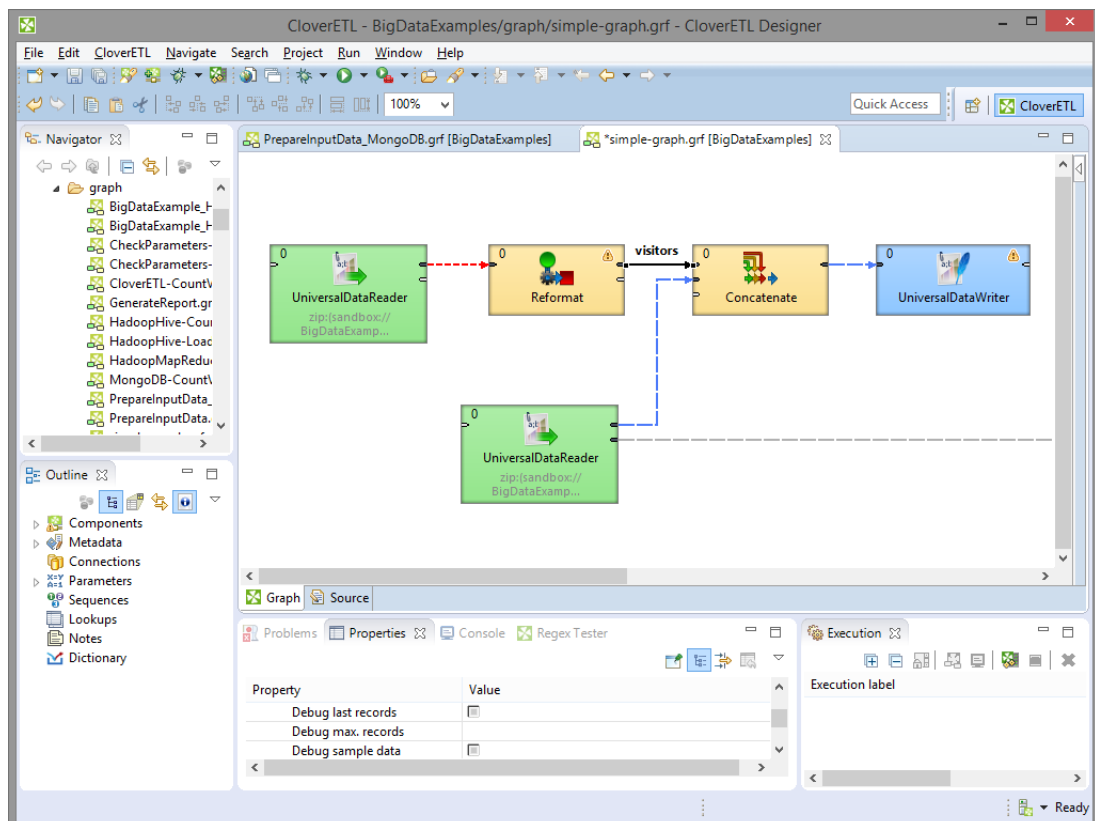 CloverETL - BigDataExamples/graph/simple-graph.grf - CloverETL Designer
File Edit CloverETL Navigate Search Project Run Window Help
100%
Quick Access
CloverETL
Navigator
graph
BigDataExample_H
BigDataExample_H
CheckParameters-
CheckParameters-
CloverETL-CountV
GenerateReport.gr
HadoopHive-Cou
HadoopHive-Load
HadoopMapRedu
MongoDB-CountV
PrepareInputData_
PrepareInputData.
PrepareInputData_MongoDB.grf [BigDataExamples]
*simple-graph.grf [BigDataExamples]
0
UniversalDataReader
zip:(sandbox://
BigDataExamp...
0
Reformat
visitors
0
Concatenate
0
UniversalDataWriter
0
UniversalDataReader
zip:(sandbox://
BigDataExamp...
Graph
Source
Outline
Components
Metadata
Connections
Parameters
Sequences
Lookups
Notes
Dictionary
Problems
Properties
Console
Regex Tester
Property Value
Debug last records
Debug max. records
Debug sample data
Execution
Execution label
Ready